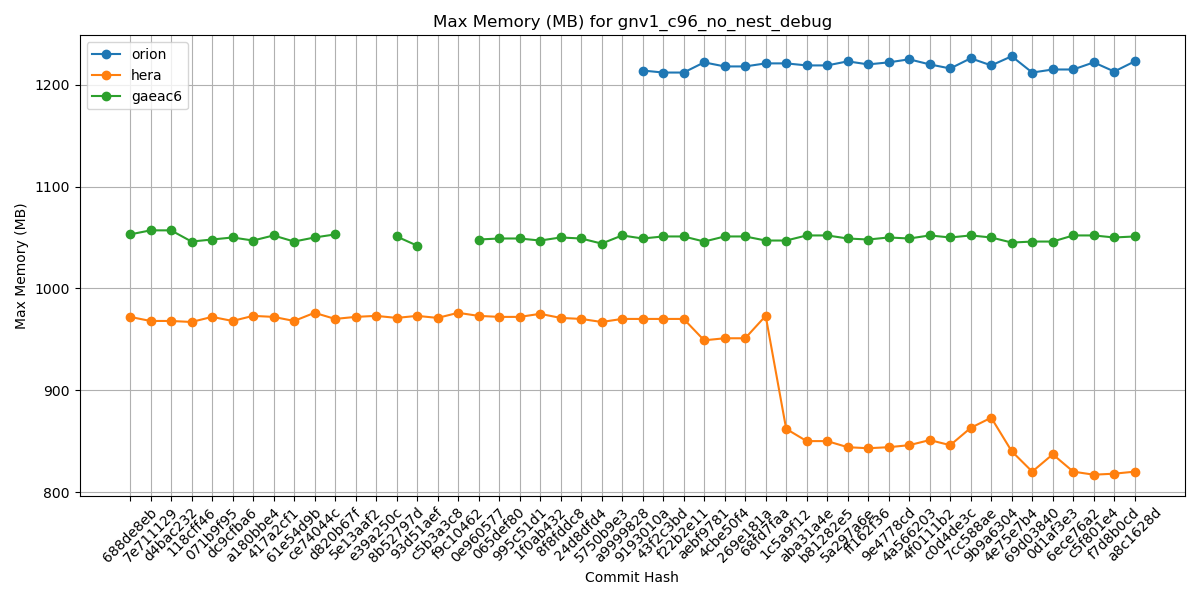 Max Memory (MB) for gnv1_c96_no_nest_debug
orion
hera
gaeac6
Max Memory (MB)
1200
1100
1000
900
800
688de8eb
7e711129
d4bac232
118cff46
071b9f95
dc9cfba6
a180bbe4
417a2cf1
61e54d9b
ce74044c
d820b67f
5e13aaf2
e39a250c
8b52797d
93d51aef
c5b3a3c8
f9c10462
0e960577
065def80
995c51d1
1f0ab432
8f6fddc8
24d8dfd4
5750b9e3
a9999828
9193010a
43f2c3bd
f22b2e11
aebf9781
4cbe50f4
269e181a
68fd7faa
1c5a9f12
aba31a4e
b81282e5
5a297a6e
ff162f36
9e4778cd
4a566203
4f0111b2
c0d4de3c
7cc588ae
9b9a6304
4e75e7b4
69d03840
0d1af3e3
6ece76a2
c5f801e4
f7d8b0cd
a8c1628d
Commit Hash